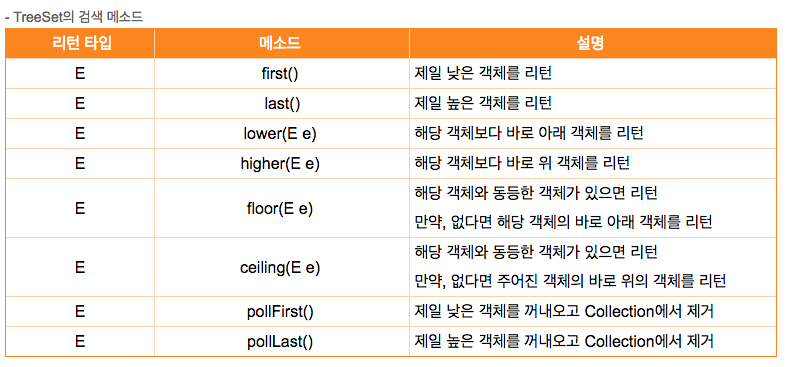 - TreeSet의 검색 메소드
리턴 타입 메소드 설명
E first() 제일 낮은 객체를 리턴
E last() 제일 높은 객체를 리턴
E lower(E e) 해당 객체보다 바로 아래 객체를 리턴
E higher(E e) 해당 객체보다 바로 위 객체를 리턴
E floor(E e) 해당 객체와 동등한 객체가 있으면 리턴
만약, 없다면 해당 객체의 바로 아래 객체를 리턴
E ceiling(E e) 해당 객체와 동등한 객체가 있으면 리턴
만약, 없다면 주어진 객체의 바로 위의 객체를 리턴
E pollFirst() 제일 낮은 객체를 꺼내오고 Collection에서 제거
E pollLast() 제일 높은 객체를 꺼내오고 Collection에서 제거